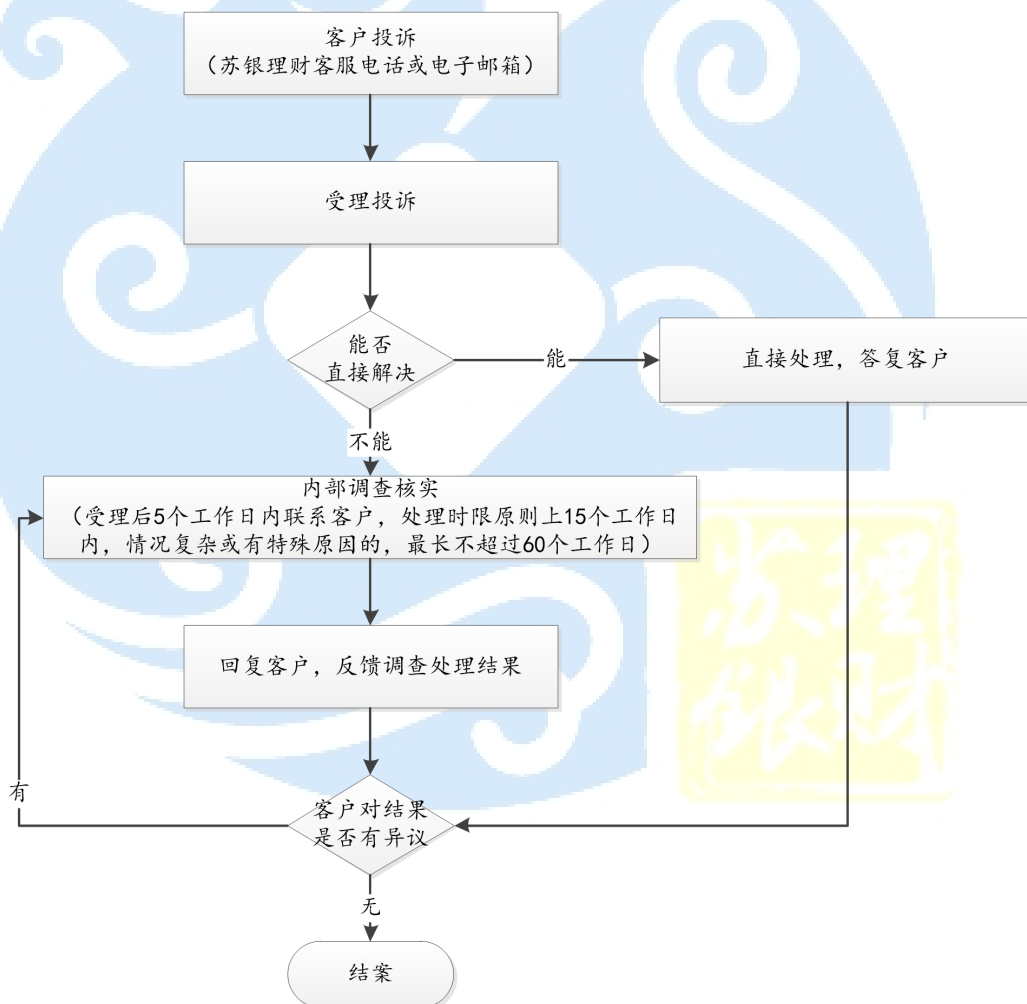 客户投诉
（苏银理财客服电话或电子邮箱）
受理投诉
能否
直接解决
能
直接处理，答复客户
不能
内部调查核实
（受理后5个工作日内联系客户，处理时限原则上15个工作日
内，情况复杂或有特殊原因的，最长不超过60个工作日）
回复客户，反馈调查处理结果
有
客户对结果
是否有异议
无
结案
苏理
银财